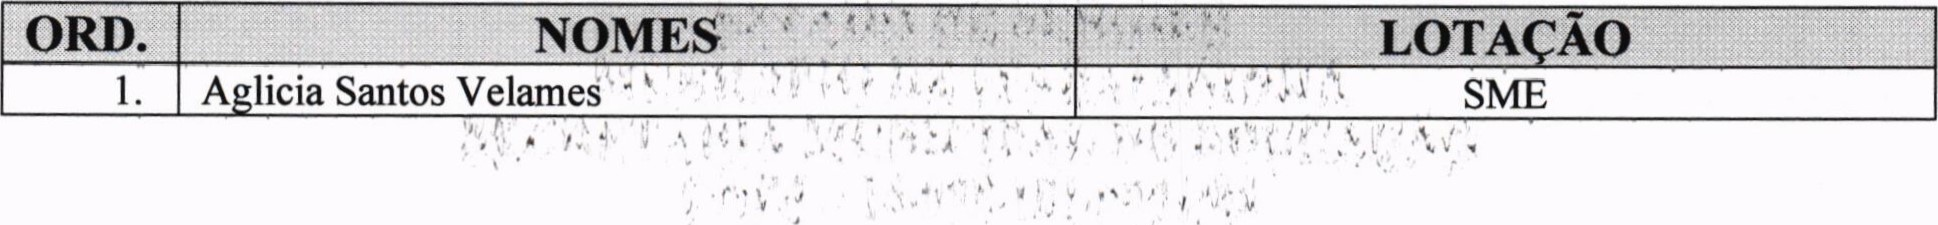 ORD. NOMES LOTAÇÃO
1. Aglicia Santos Velames SME